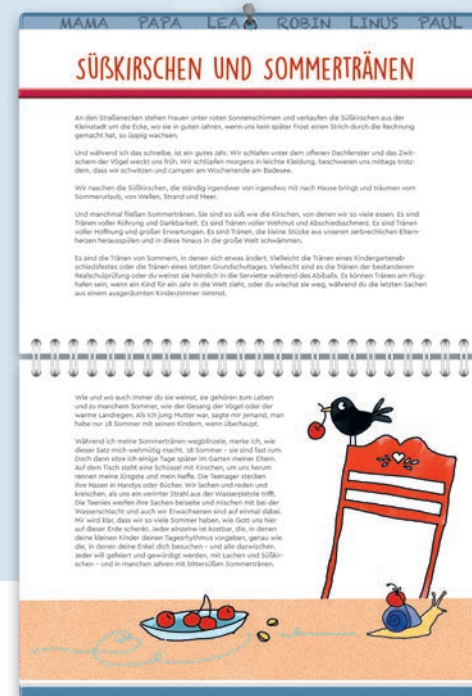 MAMA PAPA LEA ROBIN LINUS PAUL
SÜẞKIRSCHEN UND SOMMERTRÄNEN
An den Straßenecken stehen Frauen unter roten Sonnenschirmen und verkaufen die Süßkirschen aus der
Kleinstadt um die Ecke, wo sie in guten Jahren, wenn uns kein später Frost einen Strich durch die Rechnung
gemacht hat, so üppig wachsen.
Und während ich das schreibe, ist ein gutes Jahr. Wir schlafen unter dem offenen Dachfenster und das Zwit-
schern der Vögel weckt uns früh. Wir schlüpfen morgens in leichte Kleidung, beschweren uns mittags trotz-
dem, dass wir schwitzen und campen am Wochenende am Badesee.
Wir naschen die Süßkirschen, die ständig irgendwer von irgendwo mit nach Hause bringt und träumen vom
Sommerurlaub, von Wellen, Strand und Meer.
Und manchmal fließen Sommertränen. Sie sind so süß wie die Kirschen, von denen wir so viele essen. Es sind
Tränen voller Rührung und Dankbarkeit. Es sind Tränen voller Wehmut und Abschiedsschmerz. Es sind Tränen
voller Hoffnung und großer Erwartungen. Es sind Tränen, die kleine Stücke aus unseren zerbrechlichen Eltern-
herzen herausspülen und in diese hinaus in die große Welt schwämmen.
Es sind die Tränen von Sommern, in denen sich etwas ändert. Vielleicht die Tränen eines Kindergartenab-
schiedsfestes oder die Tränen eines letzten Grundschultages. Vielleicht sind es die Tränen der bestandenen
Realschulprüfung oder du weinst sie heimlich in die Serviette während des Abiballs. Es können Tränen am Flug-
hafen sein, wenn ein Kind für ein Jahr in die Welt zieht, oder du wischst sie weg, während du die letzten Sachen
aus einem ausgeräumten Kinderzimmer nimmst.
Wie und wo auch immer du sie weinst, sie gehören zum Leben
und zu manchem Sommer, wie der Gesang der Vögel oder der
warme Landregen. Als ich jung Mutter war, sagte mir jemand, man
habe nur 18 Sommer mit seinen Kindern, wenn überhaupt.
Während ich meine Sommertränen wegblinzele, merke ich, wie
dieser Satz mich wehmütig macht. 18 Sommer – sie sind fast rum.
Doch dann sitze ich einige Tage später im Garten meiner Eltern.
Auf dem Tisch steht eine Schüssel mit Kirschen, um uns herum
rennen meine Jüngste und mein Neffe. Die Teenager stecken
ihre Nasen in Handys oder Bücher. Wir lachen und reden und
kreischen, als uns ein verirrter Strahl aus der Wasserpistole trifft.
Die Teenies werfen ihre Sachen beiseite und mischen mit bei der
Wasserschlacht und auch wir Erwachsenen sind auf einmal dabei.
Mir wird klar, dass wir so viele Sommer haben, wie Gott uns hier
auf dieser Erde schenkt. Jeder einzelne ist kostbar, die, in denen
deine kleinen Kinder deinen Tagesrhythmus vorgeben, genau wie
die, in denen deine Enkel dich besuchen – und alle dazwischen.
Jeder will gefeiert und gewürdigt werden, mit Lachen und Süßkir-
schen – und in manchen Jahren mit bittersüßen Sommertränen.